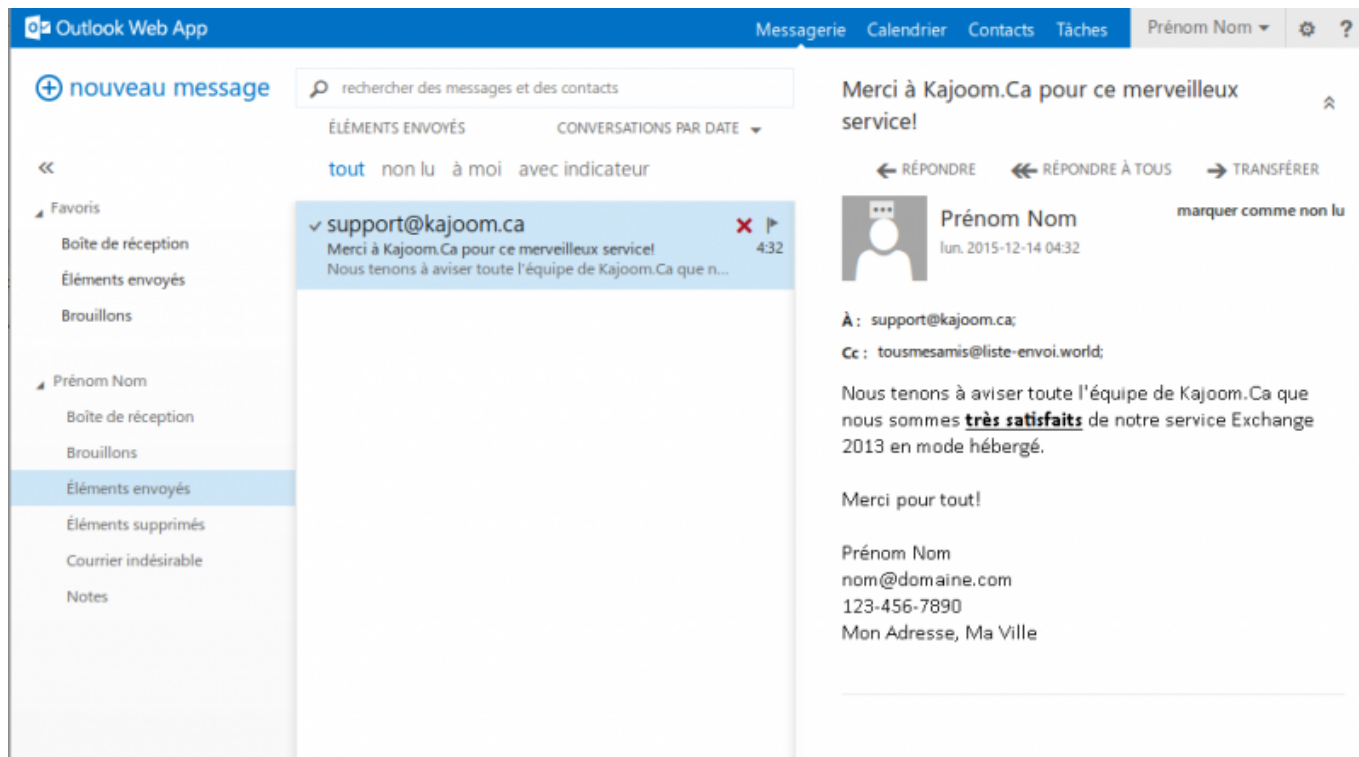 Outlook Web App
Messagerie Calendrier Contacts Tâches Prénom Nom ?
nouveau message
Favoris
Boîte de réception
Éléments envoyés
Brouillons
Prénom Nom
Boîte de réception
Brouillons
Éléments envoyés
Éléments supprimés
Courrier indésirable
Notes
rechercher des messages et des contacts
ÉLÉMENTS ENVOYÉS CONVERSATIONS PAR DATE
tout non lu à moi avec indicateur
support@kajoom.ca
Merci à Kajoom.Ca pour ce merveilleux service! 4:32
Nous tenons à aviser toute l'équipe de Kajoom.Ca que n...
Merci à Kajoom.Ca pour ce merveilleux
service!
RÉPONDRE RÉPONDRE À TOUS TRANSFÉRER
Prénom Nom marquer comme non lu
lun. 2015-12-14 04:32
À : support@kajoom.ca;
Cc : tousmesamis@liste-envoi.world;
Nous tenons à aviser toute l'équipe de Kajoom.Ca que
nous sommes très satisfaits de notre service Exchange
2013 en mode hébergé.
Merci pour tout!
Prénom Nom
nom@domaine.com
123-456-7890
Mon Adresse, Ma Ville